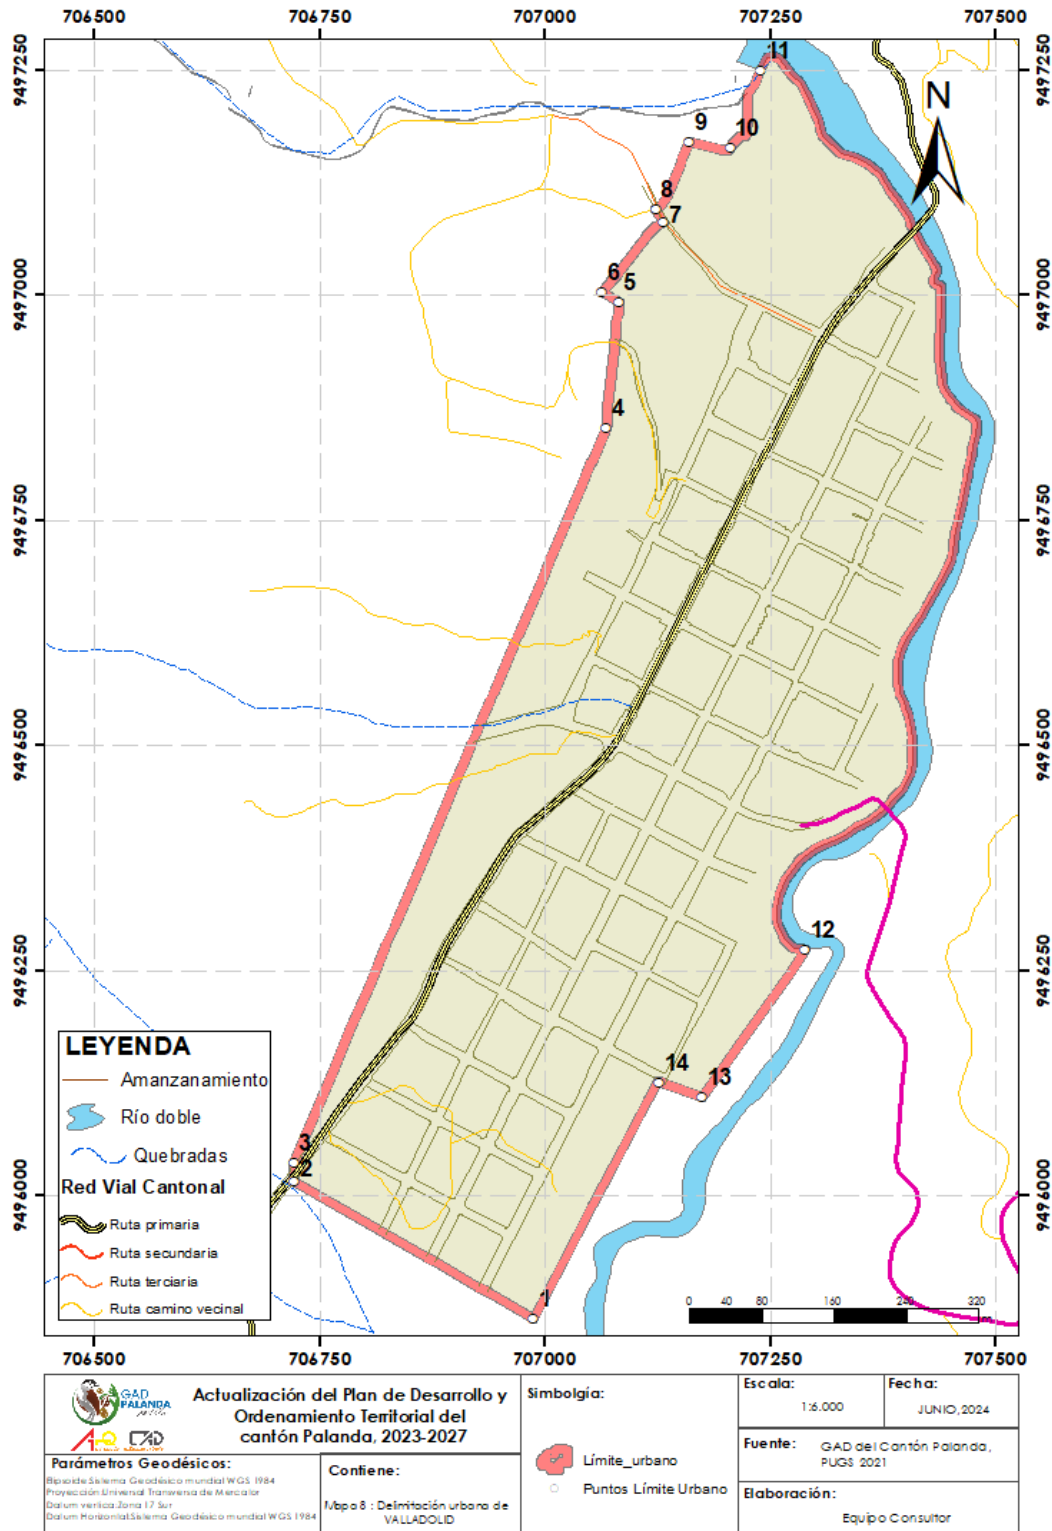 706500 706750 707000 707250 707500
9497250
9497000
9496750
9496500
9496250
9496000
9497250
9497000
9496750
9496500
9496250
9496000
11
N
9
10
8
7
6
5
4
12
14
13
3
2
1
LEYENDA
Amanzanamiento
Río doble
Quebradas
Red Vial Cantonal
Ruta primaria
Ruta secundaria
Ruta terciaria
Ruta camino vecinal
0 40 80 160 240 320
706500 706750 707000 707250 707500
GAD
PALANDA
Actualización del Plan de Desarrollo y
Ordenamiento Territorial del
cantón Palanda, 2023-2027
Parámetros Geodésicos:
Elipsoide:Sistema Geodésico mundial WGS 1984
Proyección:Universal Transversa de Mercator
Datum vertical:Zona 17 Sur
Datum Horizontal:Sistema Geodésico mundial WGS 1984
Contiene:
Mapa 8 : Delimitación urbana de
VALLADOLID
Simbolgía:
Límite_urbano
Puntos Límite Urbano
Escala:
1:6.000
Fecha:
JUNIO, 2024
Fuente: GAD del Cantón Palanda,
PUGS 2021
Elaboración:
Equipo Consultor